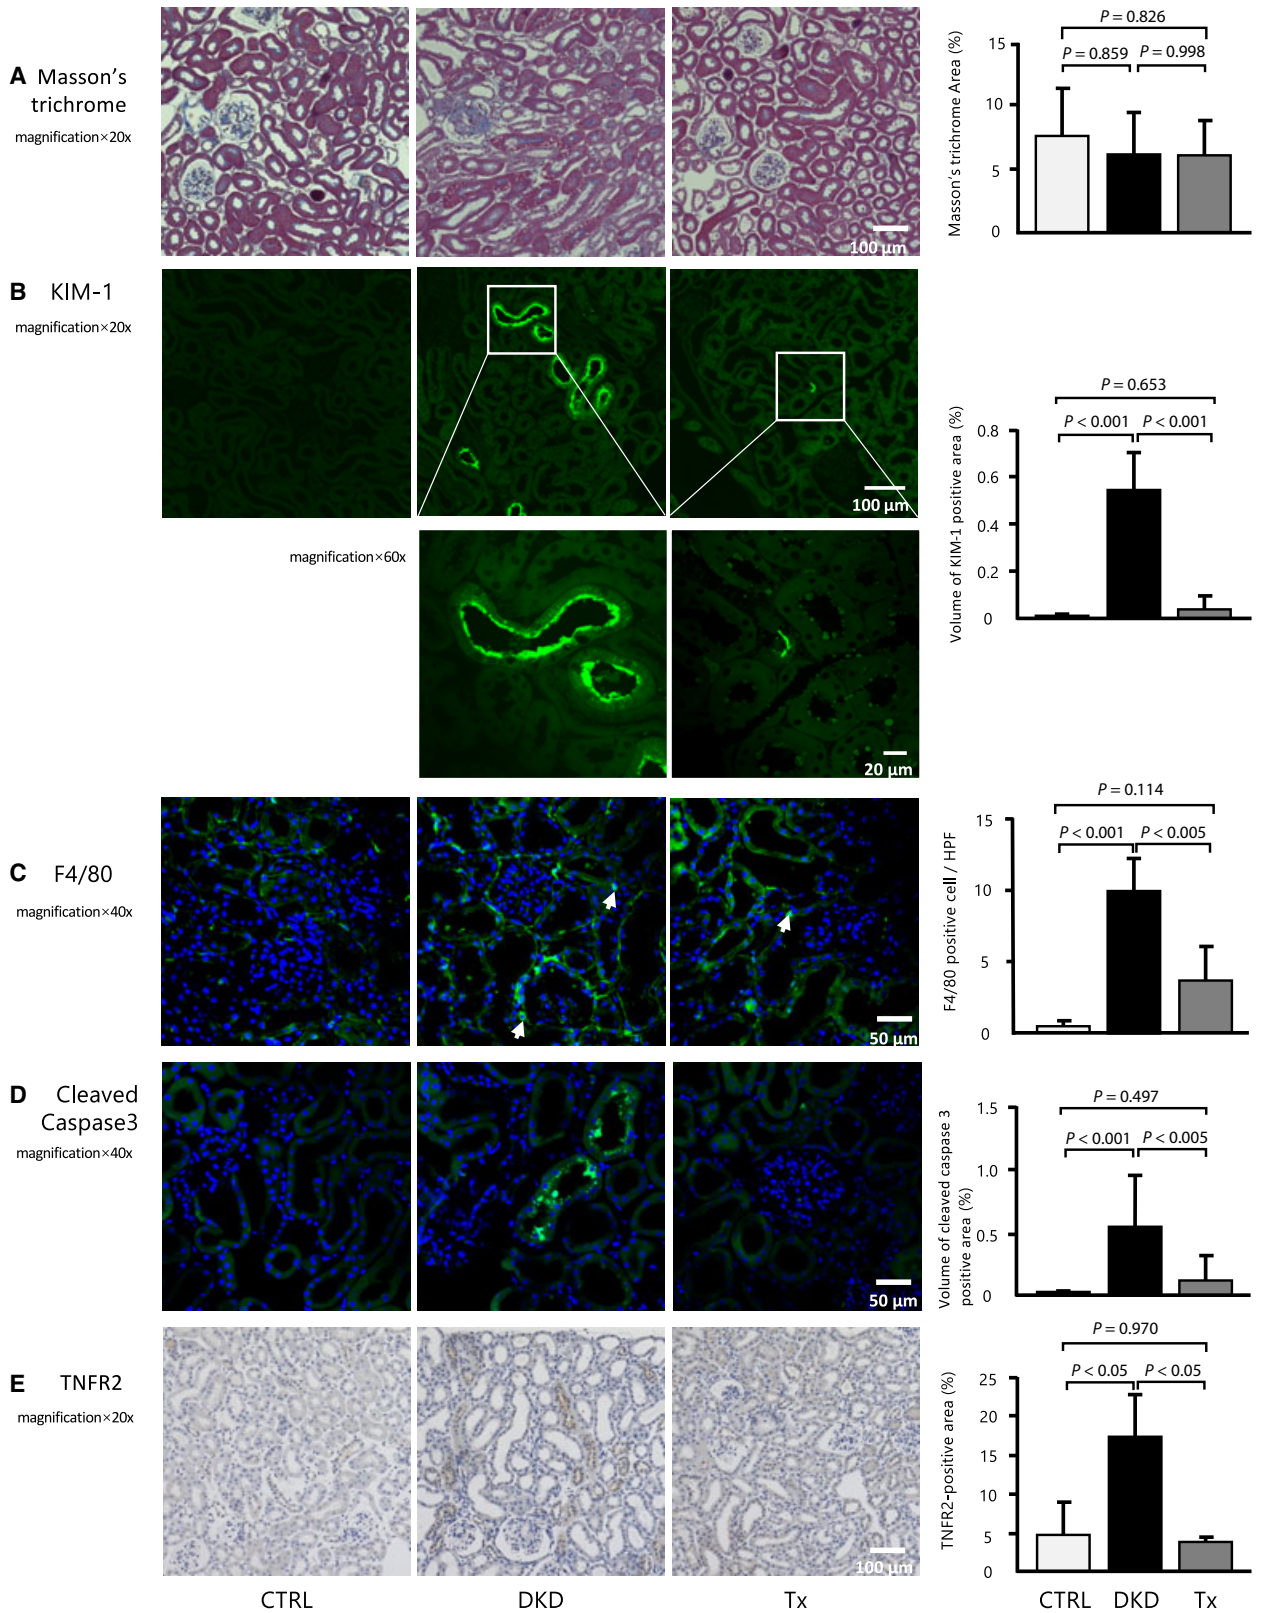 A Masson's
trichrome
magnification×20x
100 µm
P = 0.826
P = 0.859 P = 0.998
Masson's trichrome Area (%)
15
10
5
0
B KIM-1
magnification×20x
100 µm
magnification×60x
20 µm
P = 0.653
P < 0.001 P < 0.001
Volume of KIM-1 positive area (%)
0.8
0.6
0.4
0.2
0
C F4/80
magnification×40x
50 µm
P = 0.114
P < 0.001 P < 0.005
F4/80 positive cell / HPF
15
10
5
0
D Cleaved
Caspase3
magnification×40x
50 µm
P = 0.497
P < 0.001 P < 0.005
Volume of cleaved caspase 3
positive area (%)
1.5
1.0
0.5
0
E TNFR2
magnification×20x
100 µm
P = 0.970
P < 0.05 P < 0.05
TNFR2-positive area (%)
25
20
15
10
5
0
CTRL DKD Tx
CTRL DKD Tx